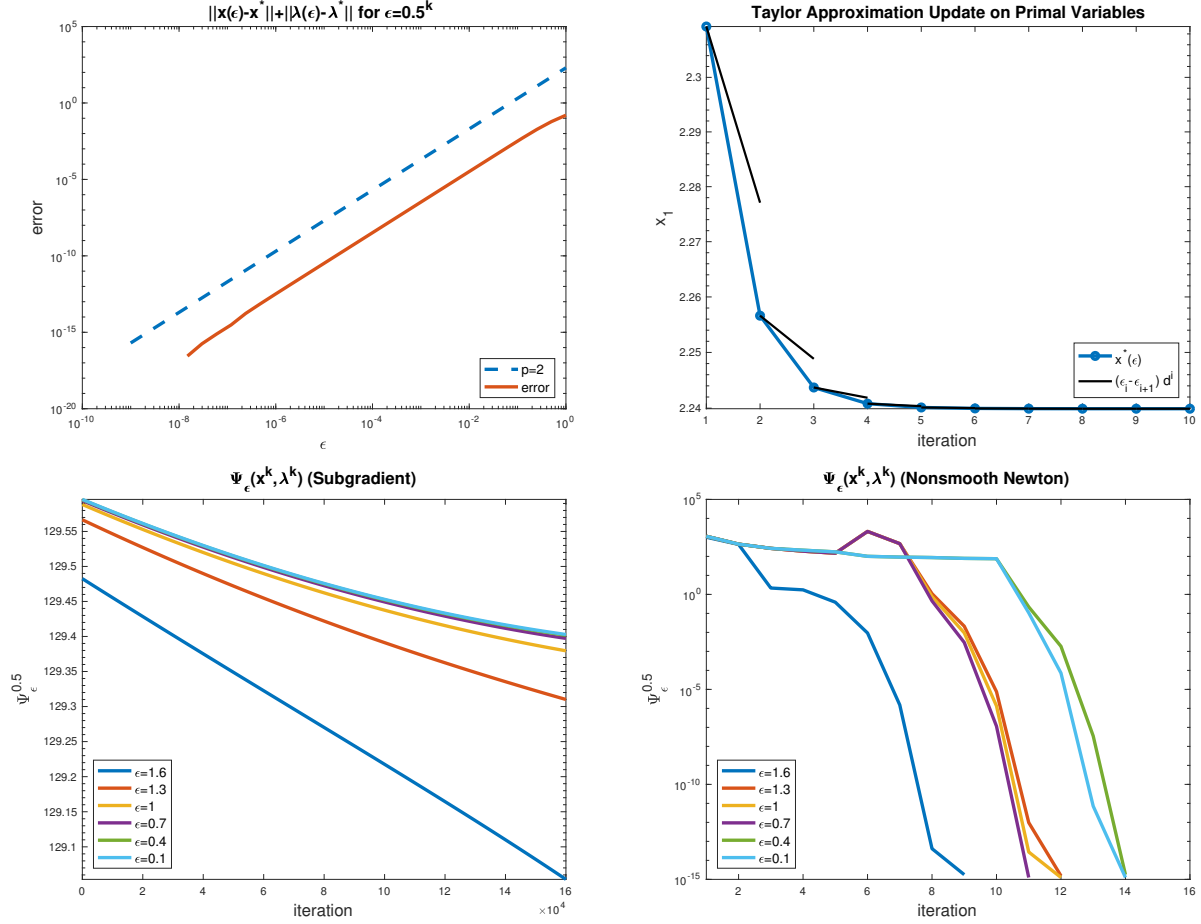 ||x(ϵ)-x*||+||λ(ϵ)-λ*|| for ϵ=0.5^k
10^5
10^0
10^-5
10^-10
10^-15
10^-20
error
10^-10
10^-8
10^-6
10^-4
10^-2
10^0
ϵ
p=2
error
Taylor Approximation Update on Primal Variables
2.3
2.29
2.28
2.27
2.26
2.25
2.24
x_1
1 2 3 4 5 6 7 8 9 10
iteration
x*(ϵ)
(ϵ_i-ϵ_{i+1}) d^i
Ψ_ϵ(x^k,λ^k) (Subgradient)
129.55
129.5
129.45
129.4
129.35
129.3
129.25
129.2
129.15
129.1
Ψ_ϵ^0.5
0 2 4 6 8 10 12 14 16
×10^4
iteration
ϵ=1.6
ϵ=1.3
ϵ=1
ϵ=0.7
ϵ=0.4
ϵ=0.1
Ψ_ϵ(x^k,λ^k) (Nonsmooth Newton)
10^5
10^0
10^-5
10^-10
10^-15
Ψ_ϵ^0.5
2 4 6 8 10 12 14 16
iteration
ϵ=1.6
ϵ=1.3
ϵ=1
ϵ=0.7
ϵ=0.4
ϵ=0.1